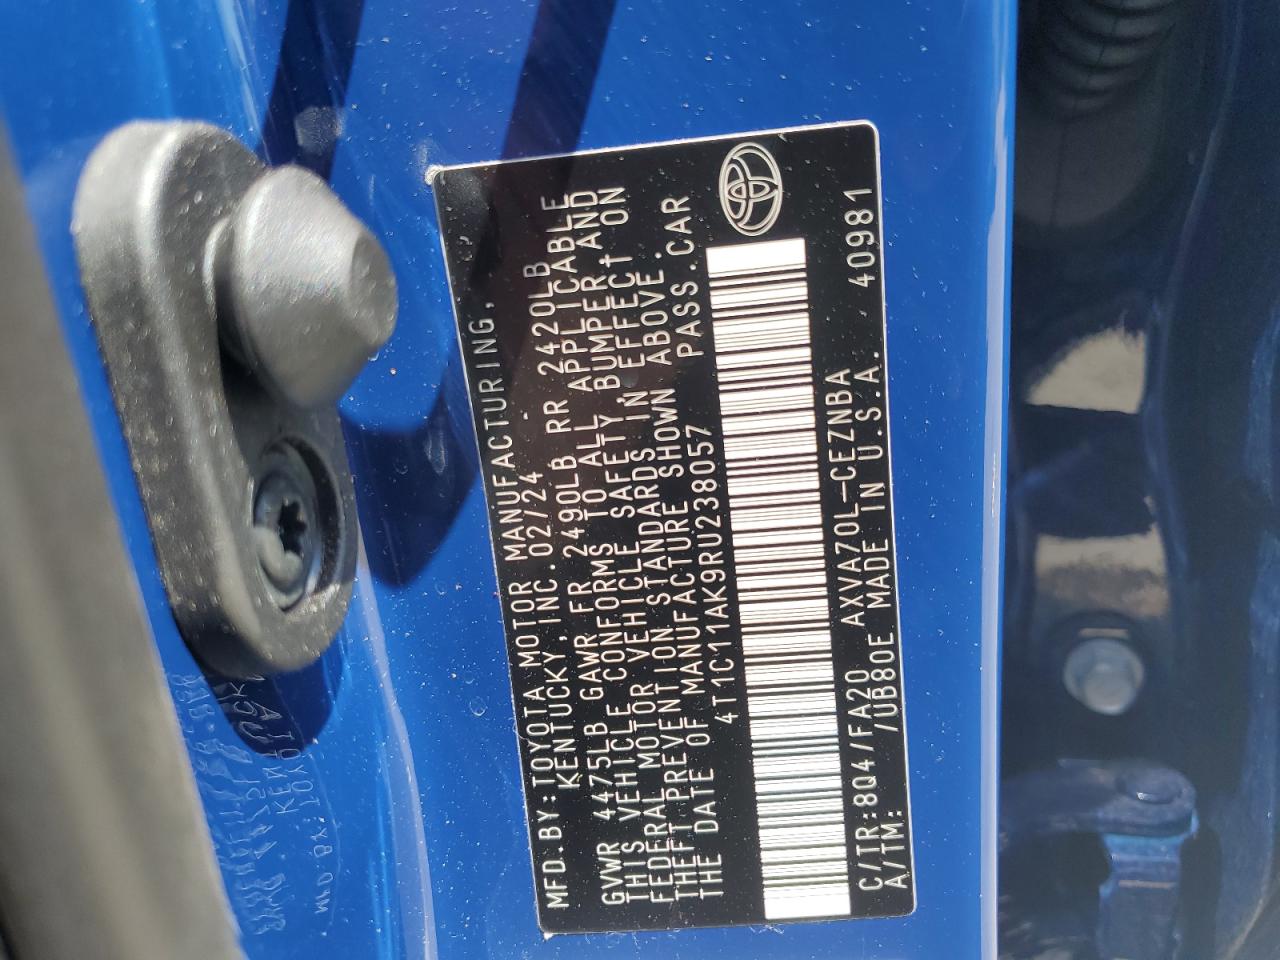 MFD.BY:TOYOTA MOTOR MANUFACTURING,
KENTUCKY, INC. 02/24
GVWR 4475LB GAWR FR 2490LB RR 2420LB
THIS VEHICLE CONFORMS TO ALL APPLICABLE
FEDERAL MOTOR VEHICLE SAFETY, BUMPER AND
THEFT PREVENTION STANDARDS IN EFFECT ON
THE DATE OF MANUFACTURE SHOWN ABOVE.
4T1C11AK9RU238057 PASS.CAR
C/TR:8Q4/FA20 AXVA70L-CEZNBA
A/TM: /UB80E MADE IN U.S.A. 40981